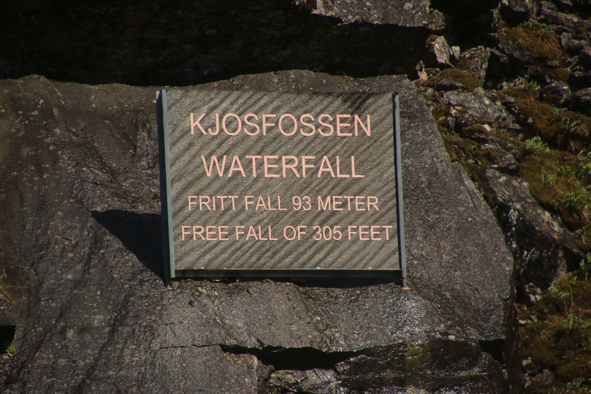 KJOSFOSSEN
WATERFALL
FRITT FALL 93 METER
FREE FALL OF 305 FEET